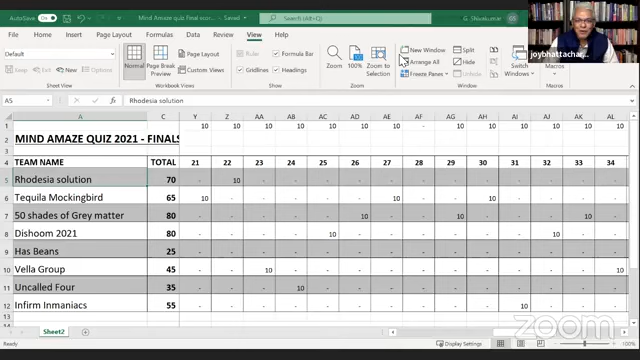 AutoSave On Mind Amaze quiz Final scor... - Saved Search G. Shivakumar GS
File Home Insert Page Layout Formulas Data Review View Help
Default
Normal Page Break Preview Page Layout Custom Views
Ruler Formula Bar
Gridlines Headings
Zoom 100% Zoom to Selection
New Window
Arrange All
Freeze Panes
Split
Hide
Unhide
Switch Windows
Macros
Sheet View Workbook Views Show Zoom Window Macros
joybhattachar...
A5 fx Rhodesia solution
A C Y Z AA AB AC AD AE AF AG AH AI AJ AK AL
1 10 10 10 10 10 10 10 - 10 10 10 10 10 10
2 MIND AMAZE QUIZ 2021 - FINALS
3
4 TEAM NAME TOTAL 21 22 23 24 25 26 27 28 29 30 31 32 33 34
5 Rhodesia solution 70 - 10 - - - - - - - - - - - -
6 Tequila Mockingbird 65 10 - - - - - 10 - - 10 - - - -
7 50 shades of Grey matter 80 - - - - - 10 - - 10 - - - 10 -
8 Dishoom 2021 80 - - - - 10 - - - - - - 10 - -
9 Has Beans 25 - - - - - - - - - - - - - -
10 Vella Group 45 - - 10 - - - - - - - - - - 10
11 Uncalled Four 35 - - - 10 - - - - - - - - - -
12 Infirm Inmaniacs 55 - - - - - - - - - - 10 - - -
13
Sheet2
Display Settings 100%
zoom